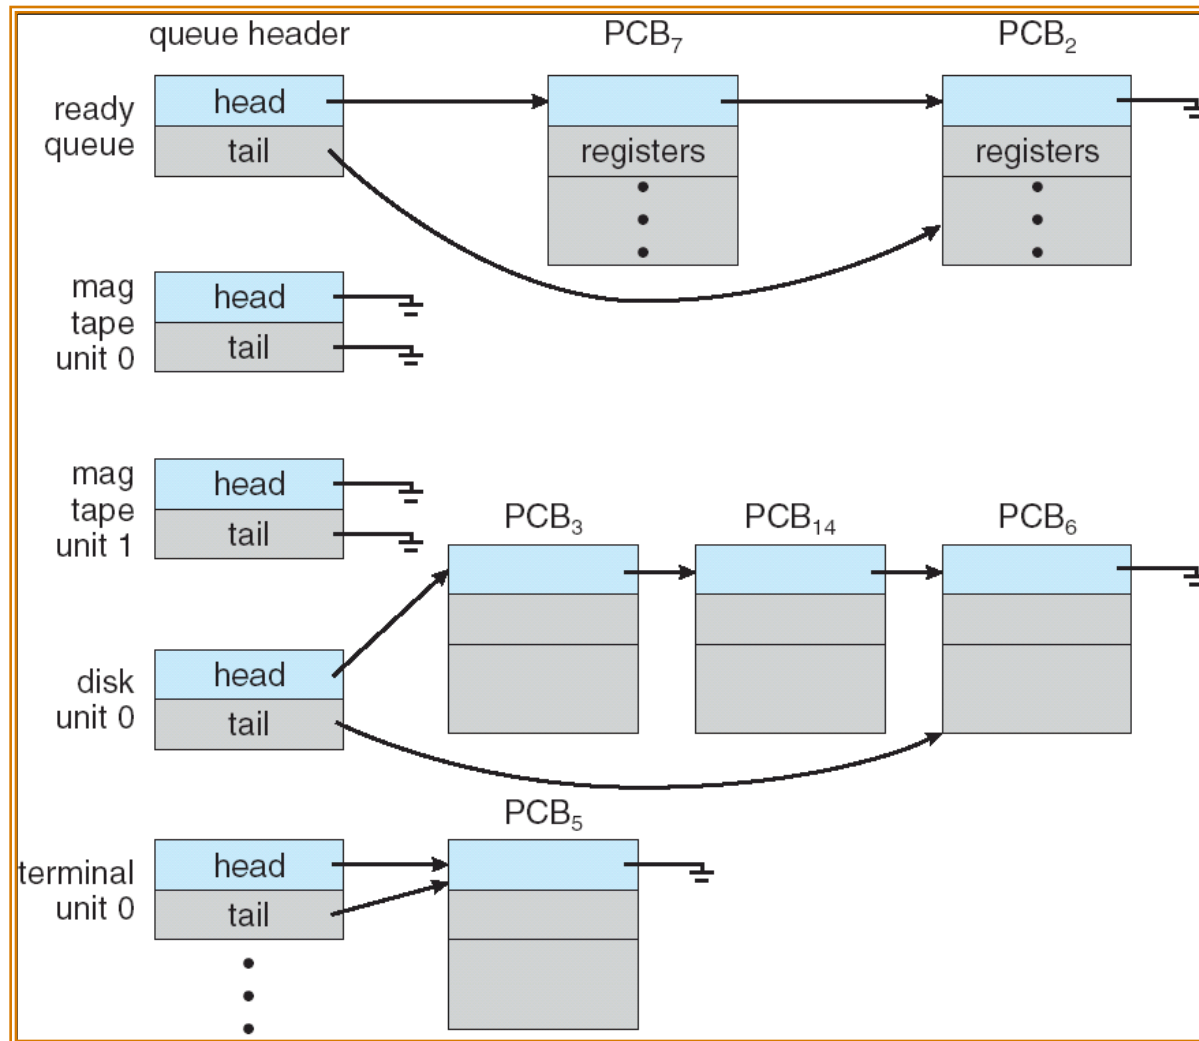 queue header
PCB₇
PCB₂
ready
queue
head
tail
registers
registers
mag
tape
unit 0
head
tail
mag
tape
unit 1
head
tail
PCB₃
PCB₁₄
PCB₆
disk
unit 0
head
tail
PCB₅
terminal
unit 0
head
tail